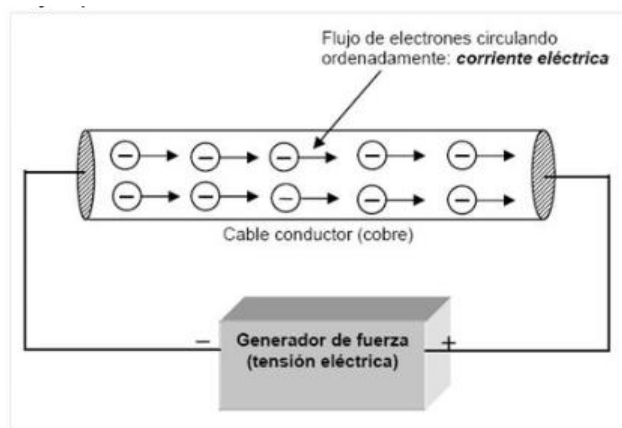 Flujo de electrones circulando
ordenadamente: corriente eléctrica
Cable conductor (cobre)
− Generador de fuerza +
(tensión eléctrica)